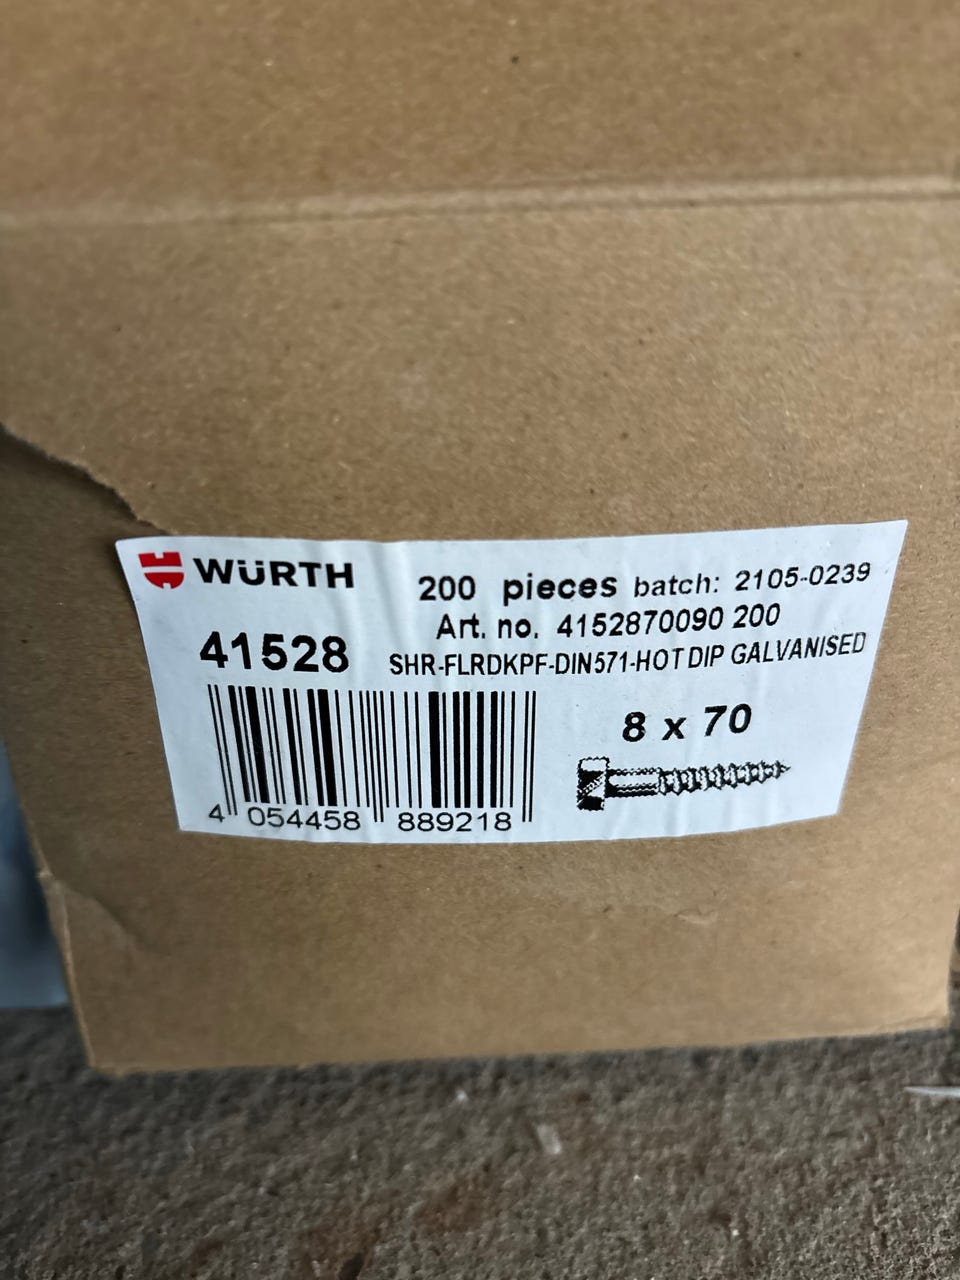 WÜRTH
200 pieces batch: 2105-0239
Art. no. 4152870090 200
41528
SHR-FLRDKPF-DIN571-HOT DIP GALVANISED
8 x 70
4 054458 889218